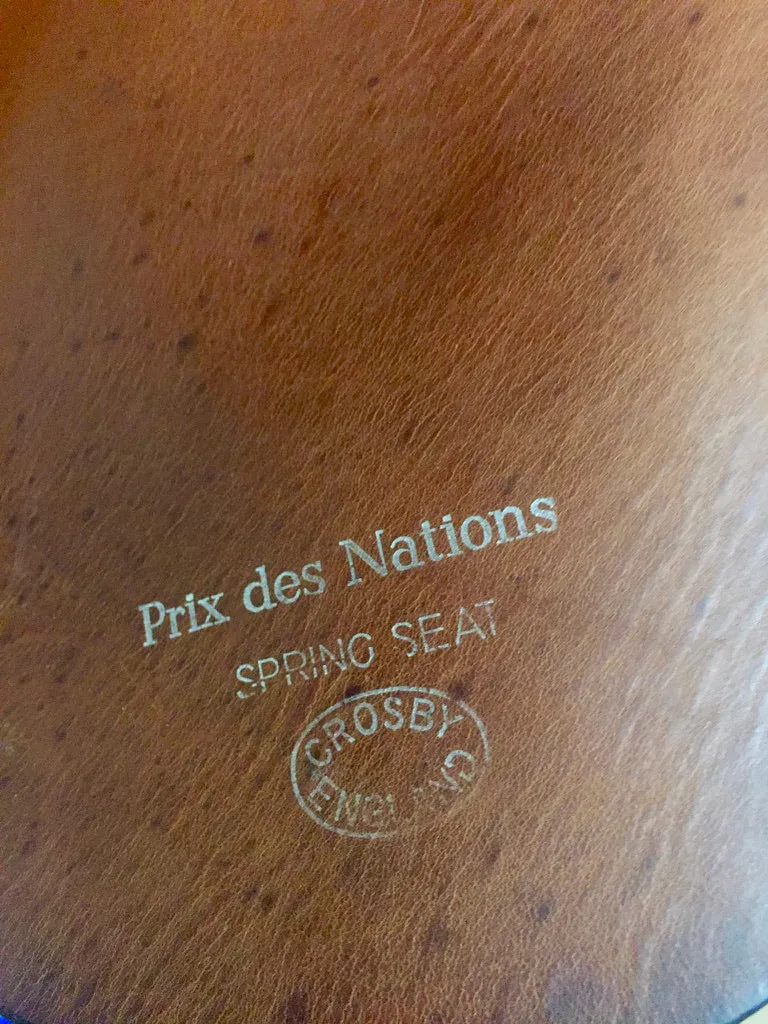 Prix des Nations
SPRING SEAT
CROSBY
ENGLAND